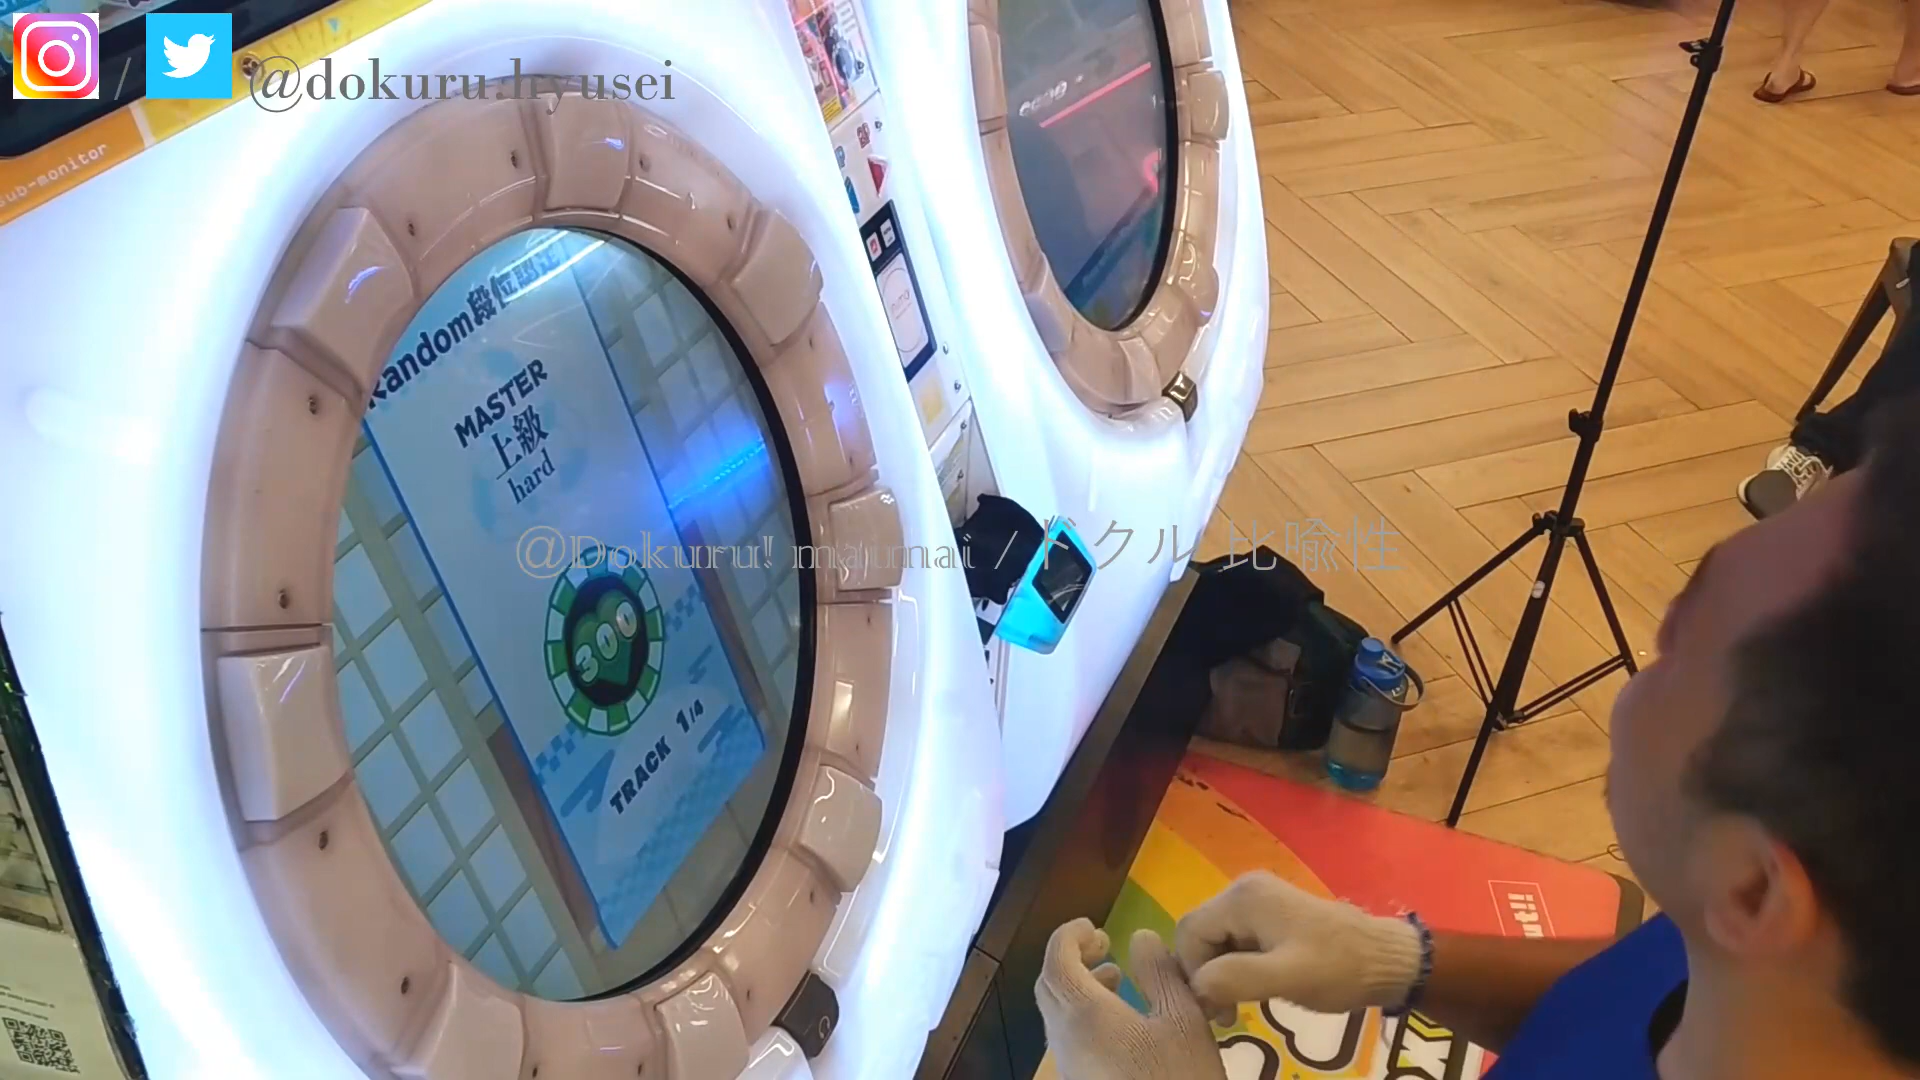 / @dokuru.hyusei
sub-monitor
Random段位認定
MASTER
上級
hard
300
TRACK 1/4
@Dokuru! maimai /ドクル 比喩性